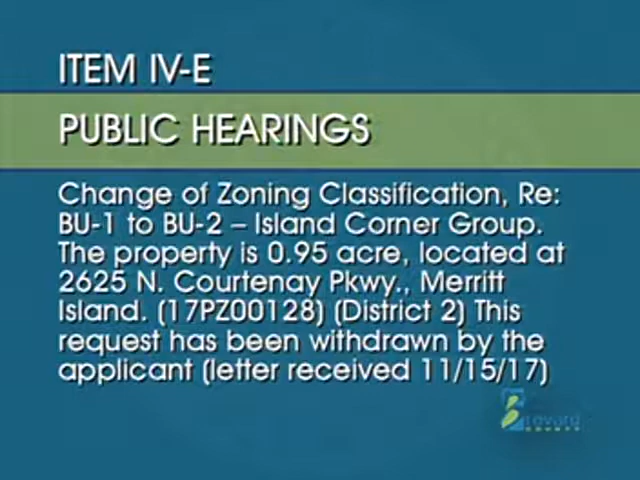 ITEM IV-E
PUBLIC HEARINGS
Change of Zoning Classification, Re:
BU-1 to BU-2 – Island Corner Group.
The property is 0.95 acre, located at
2625 N. Courtenay Pkwy., Merritt
Island. (17PZ00128) (District 2) This
request has been withdrawn by the
applicant (letter received 11/15/17)
Brevard
COUNTY